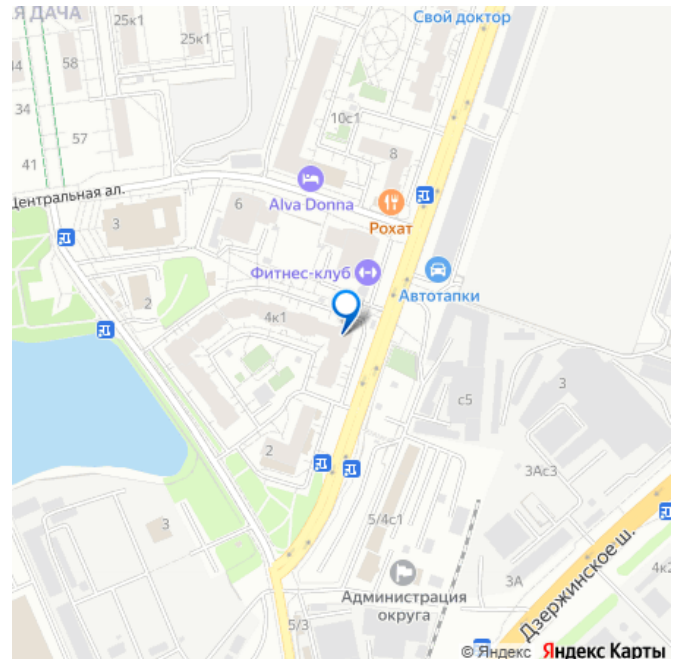 Я ДАЧА
25к1
Свой доктор
25к1
44
58
34
10с1
57
8
41
Центральная ал.
6
Alva Donna
3
Рохат
Фитнес-клуб
Автотапки
2
4к1
3
с5
2
3Ас3
3
5/4с1
Дзержинское ш.
3А
4к2
Администрация
округа
5/3
© Яндекс Яндекс Карты